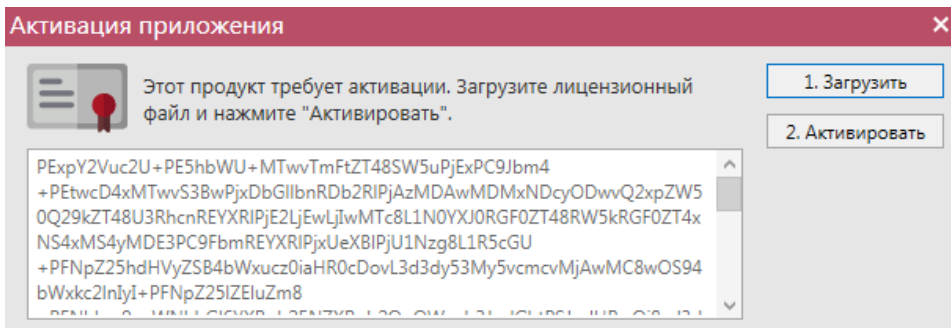 Активация приложения
Этот продукт требует активации. Загрузите лицензионный
файл и нажмите "Активировать".
1. Загрузить
2. Активировать
PExpY2Vuc2U+PE5hbWU+MTwvTmFtZT48SW5uPjExPC9Jbm4
+PEtwcD4xMTwvS3BwPjxDbGllbnRDb2RlPjAzMDAwMDMxNDcyODwvQ2xpZW5
0Q29kZT48U3RhcnREYXRlPjE2LjEwLjIwMTc8L1N0YXJ0RGF0ZT48RW5kRGF0ZT4x
NS4xMS4yMDE3PC9FbmREYXRlPjxUeXBlPjU1Nzg8L1R5cGU
+PFNpZ25hdHVyZSB4bWxucz0iaHR0cDovL3d3dy53My5vcmcvMjAwMC8wOS94
bWxkc2lnIyI+PFNpZ25lZEluZm8